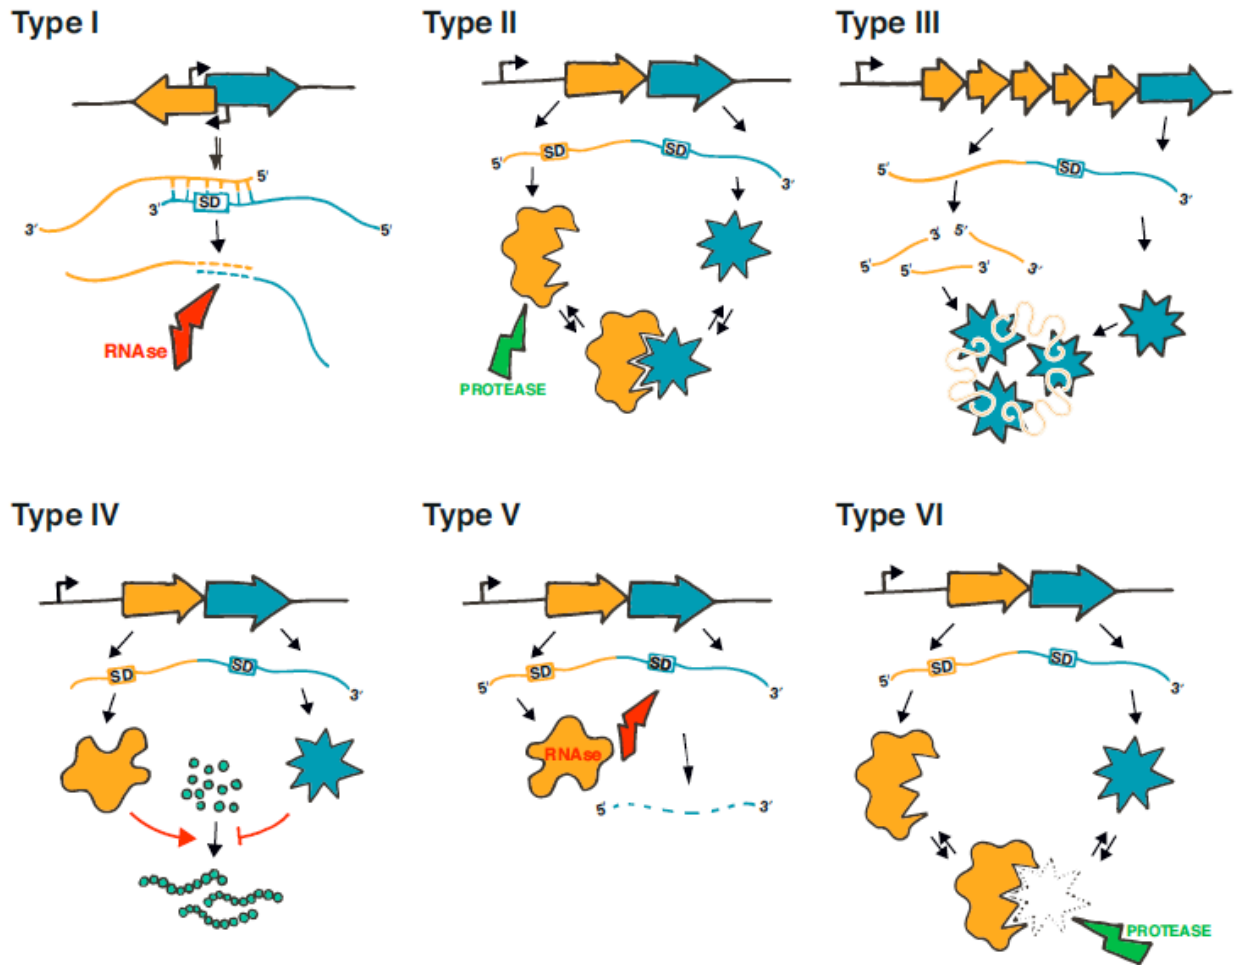 Type I
5'
3'
SD
3'
5'
RNAse
Type II
5'
SD
SD
3'
PROTEASE
Type III
5'
SD
3'
3'
5'
5'
5'
3'
3'
Type IV
SD
SD
3'
Type V
5'
SD
SD
3'
RNAse
5'
3'
Type VI
5'
SD
SD
3'
PROTEASE